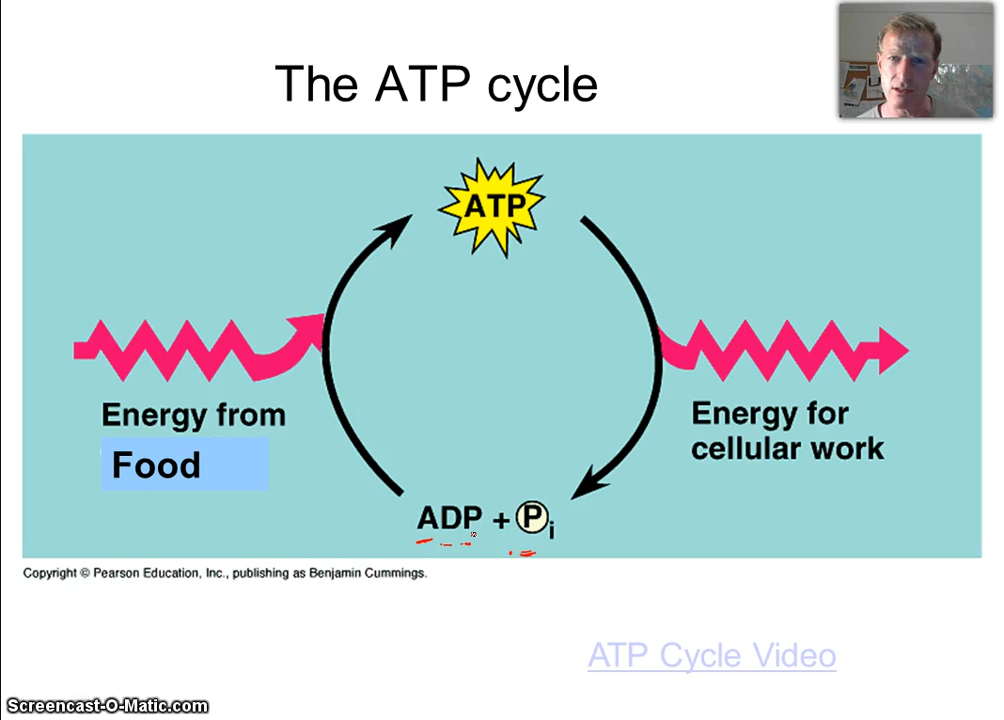 The ATP cycle
ATP
Energy from
Food
Energy for
cellular work
ADP + Pi
Copyright © Pearson Education, Inc., publishing as Benjamin Cummings.
ATP Cycle Video
Screencast-O-Matic.com